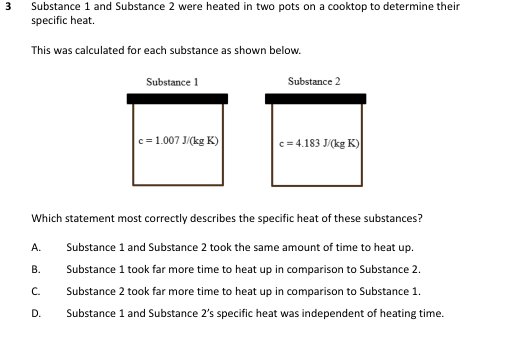 3 Substance 1 and Substance 2 were heated in two pots on a cooktop to determine their
specific heat.
This was calculated for each substance as shown below.
Substance 1 Substance 2
c = 1.007 J/(kg K) c = 4.183 J/(kg K)
Which statement most correctly describes the specific heat of these substances?
A. Substance 1 and Substance 2 took the same amount of time to heat up.
B. Substance 1 took far more time to heat up in comparison to Substance 2.
C. Substance 2 took far more time to heat up in comparison to Substance 1.
D. Substance 1 and Substance 2's specific heat was independent of heating time.